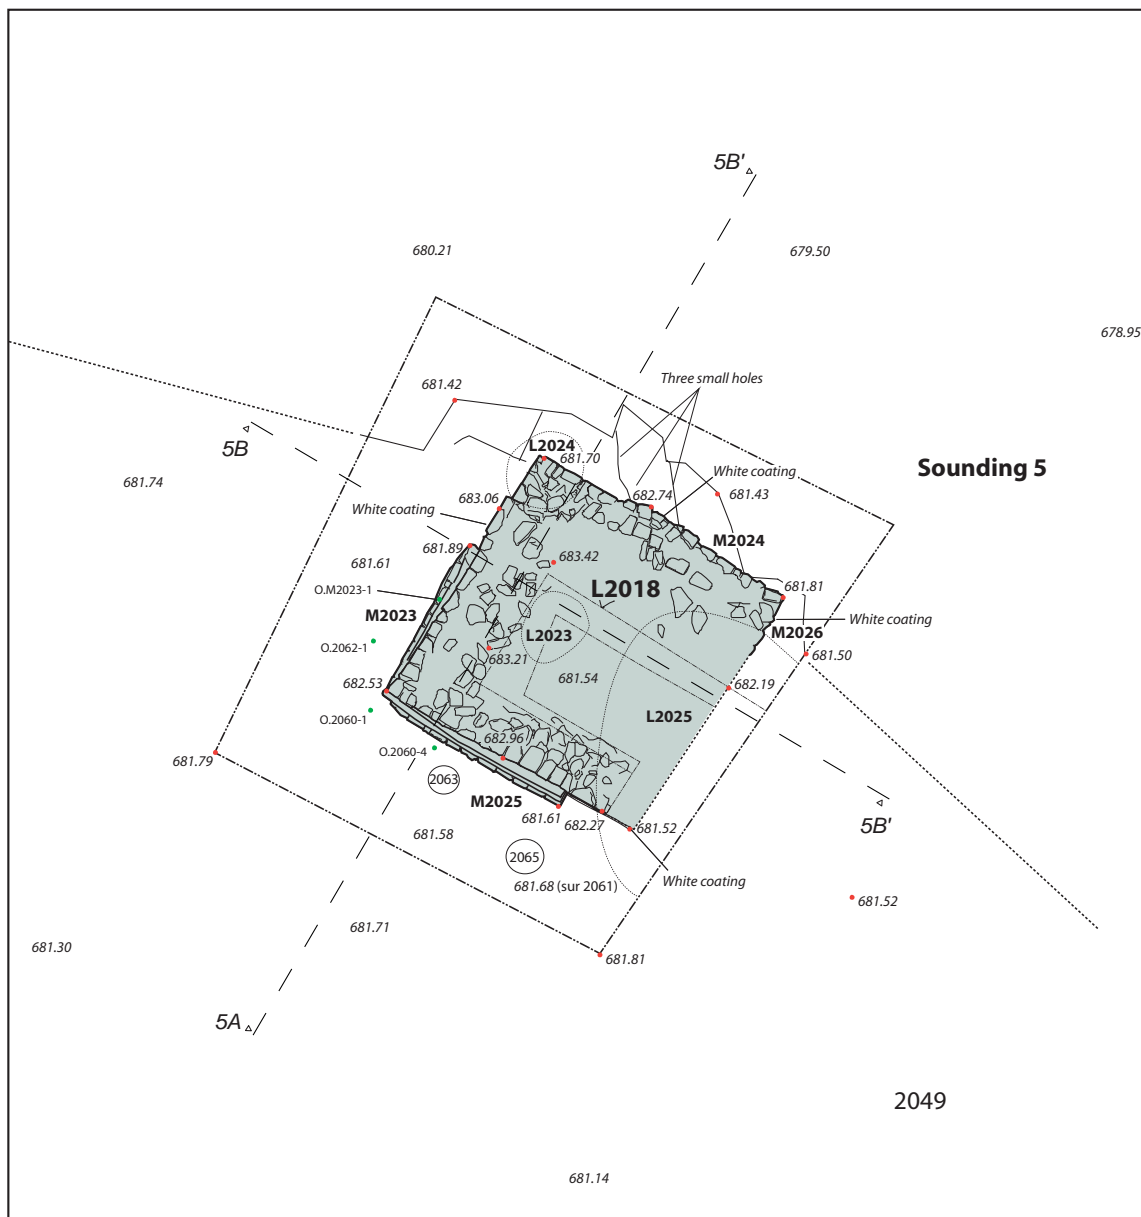 5B'
680.21
679.50
678.95
681.42
Three small holes
5B
L2024
681.70
White coating
Sounding 5
681.74
683.06
682.74
681.43
White coating
681.89
M2024
681.61
683.42
L2018
681.81
O.M2023-1
M2023
L2023
M2026
White coating
O.2062-1
683.21
681.50
681.54
682.53
682.19
O.2060-1
L2025
682.96
O.2060-4
681.79
2063
M2025
681.61
682.27
681.52
5B'
681.58
2065
White coating
681.68 (sur 2061)
681.52
681.71
681.30
681.81
5A
2049
681.14